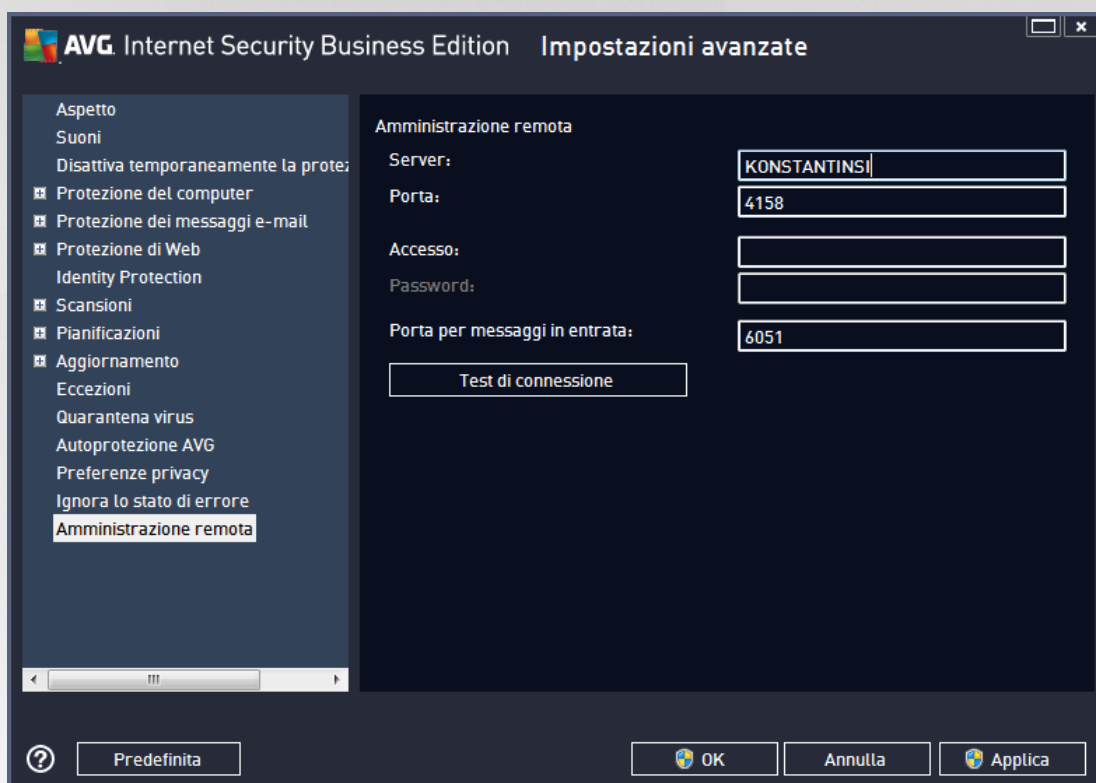 AVG. Internet Security Business Edition Impostazioni avanzate
Aspetto
Suoni
Disattiva temporaneamente la prote
Protezione del computer
Protezione dei messaggi e-mail
Protezione di Web
Identity Protection
Scansioni
Pianificazioni
Aggiornamento
Eccezioni
Quarantena virus
Autoprotezione AVG
Preferenze privacy
Ignora lo stato di errore
Amministrazione remota
Amministrazione remota
Server: KONSTANTINSI
Porta: 4158
Accesso:
Password:
Porta per messaggi in entrata: 6051
Test di connessione
Predefinita
OK
Annulla
Applica